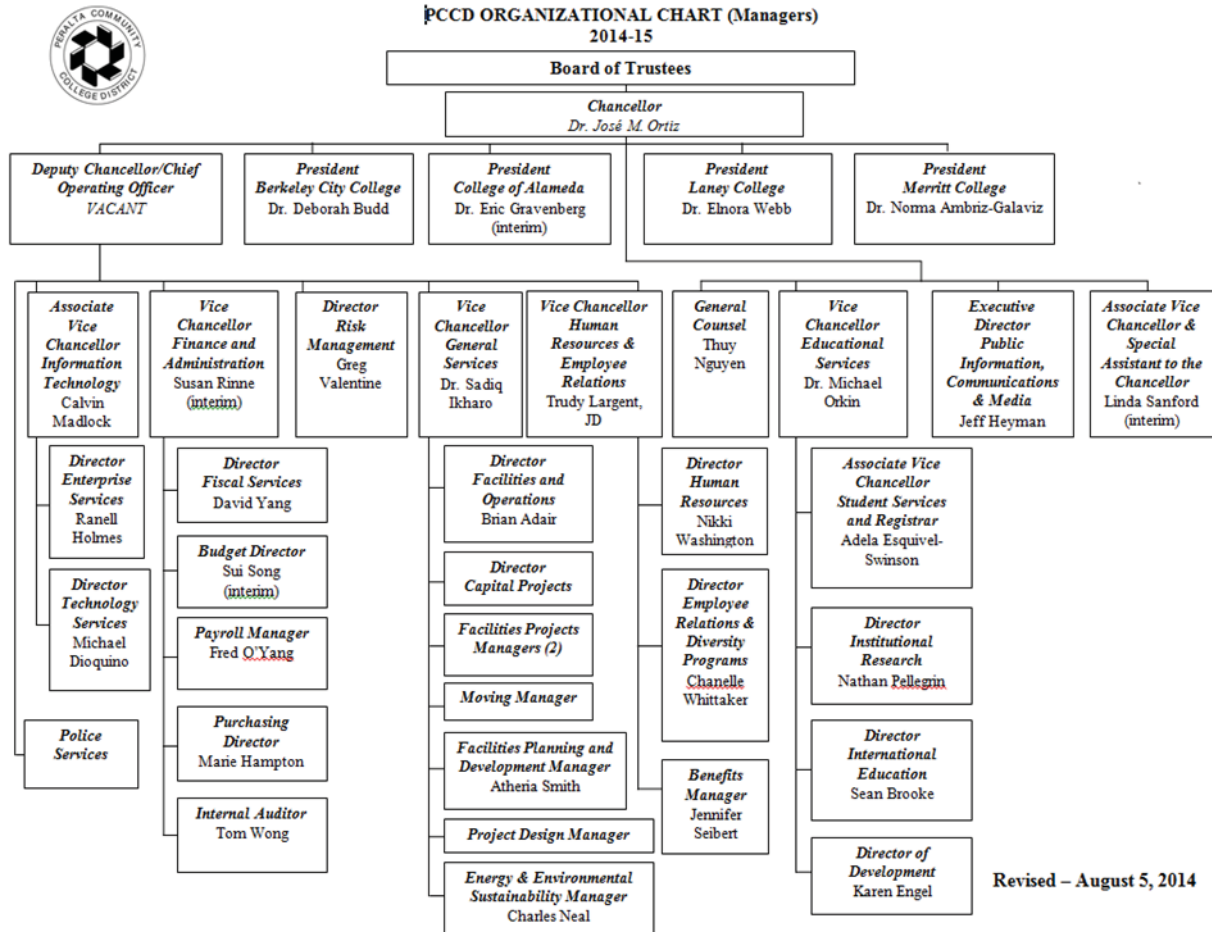 PERALTA COMMUNITY
COLLEGE DISTRICT
PCCD ORGANIZATIONAL CHART (Managers)
2014-15
Board of Trustees
Chancellor
Dr. José M. Ortiz
Deputy Chancellor/Chief
Operating Officer
VACANT
President
Berkeley City College
Dr. Deborah Budd
President
College of Alameda
Dr. Eric Gravenberg
(interim)
President
Laney College
Dr. Elnora Webb
President
Merritt College
Dr. Norma Ambriz-Galaviz
Associate
Vice
Chancellor
Information
Technology
Calvin
Madlock
Vice
Chancellor
Finance and
Administration
Susan Rinne
(interim)
Director
Risk
Management
Greg
Valentine
Vice
Chancellor
General
Services
Dr. Sadiq
Ikharo
Vice Chancellor
Human
Resources &
Employee
Relations
Trudy Largent,
JD
General
Counsel
Thuy
Nguyen
Vice
Chancellor
Educational
Services
Dr. Michael
Orkin
Executive
Director
Public
Information,
Communications
& Media
Jeff Heyman
Associate Vice
Chancellor &
Special
Assistant to the
Chancellor
Linda Sanford
(interim)
Director
Enterprise
Services
Ranell
Holmes
Director
Technology
Services
Michael
Dioquino
Police
Services
Director
Fiscal Services
David Yang
Budget Director
Sui Song
(interim)
Payroll Manager
Fred O'Yang
Purchasing
Director
Marie Hampton
Internal Auditor
Tom Wong
Director
Facilities and
Operations
Brian Adair
Director
Capital Projects
Facilities Projects
Managers (2)
Moving Manager
Facilities Planning and
Development Manager
Atheria Smith
Project Design Manager
Energy & Environmental
Sustainability Manager
Charles Neal
Director
Human
Resources
Nikki
Washington
Director
Employee
Relations &
Diversity
Programs
Chanelle
Whittaker
Benefits
Manager
Jennifer
Seibert
Associate Vice
Chancellor
Student Services
and Registrar
Adela Esquivel-
Swinson
Director
Institutional
Research
Nathan Pellegrin
Director
International
Education
Sean Brooke
Director of
Development
Karen Engel
Revised – August 5, 2014